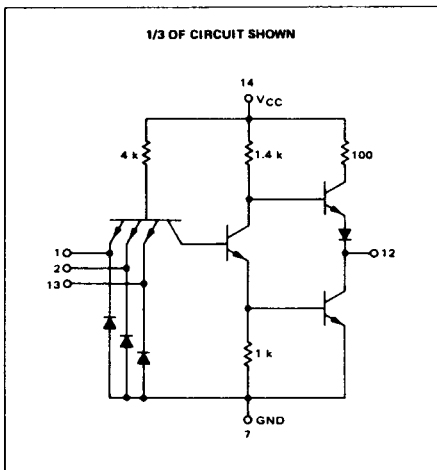 1/3 OF CIRCUIT SHOWN
14
VCC
4 k
1.4 k
100
1
2
13
12
1 k
GND
7